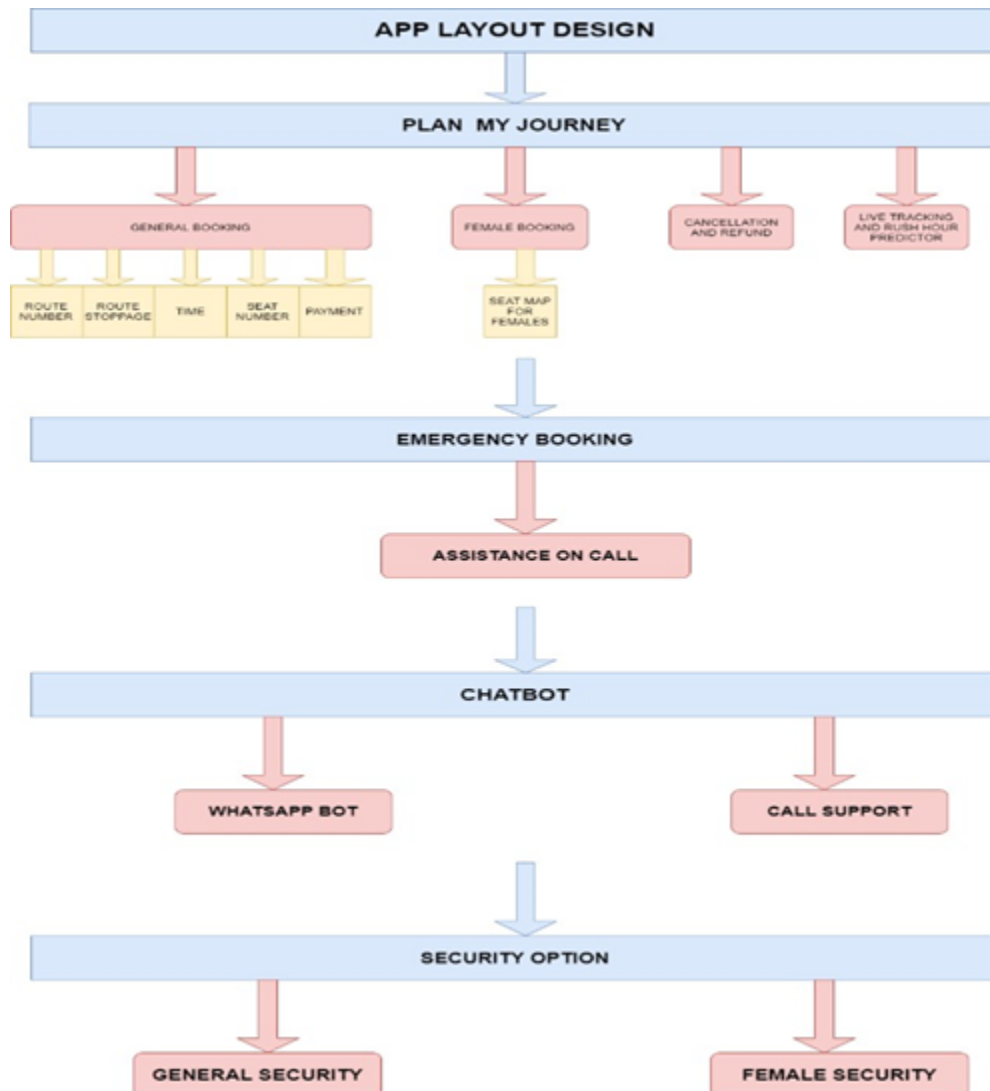 APP LAYOUT DESIGN
PLAN MY JOURNEY
GENERAL BOOKING
FEMALE BOOKING
CANCELLATION
AND REFUND
LIVE TRACKING
AND RUSH HOUR
PREDICTOR
ROUTE
NUMBER
ROUTE
STOPPAGE
TIME
SEAT
NUMBER
PAYMENT
SEAT MAP
FOR
FEMALES
EMERGENCY BOOKING
ASSISTANCE ON CALL
CHATBOT
WHATSAPP BOT
CALL SUPPORT
SECURITY OPTION
GENERAL SECURITY
FEMALE SECURITY